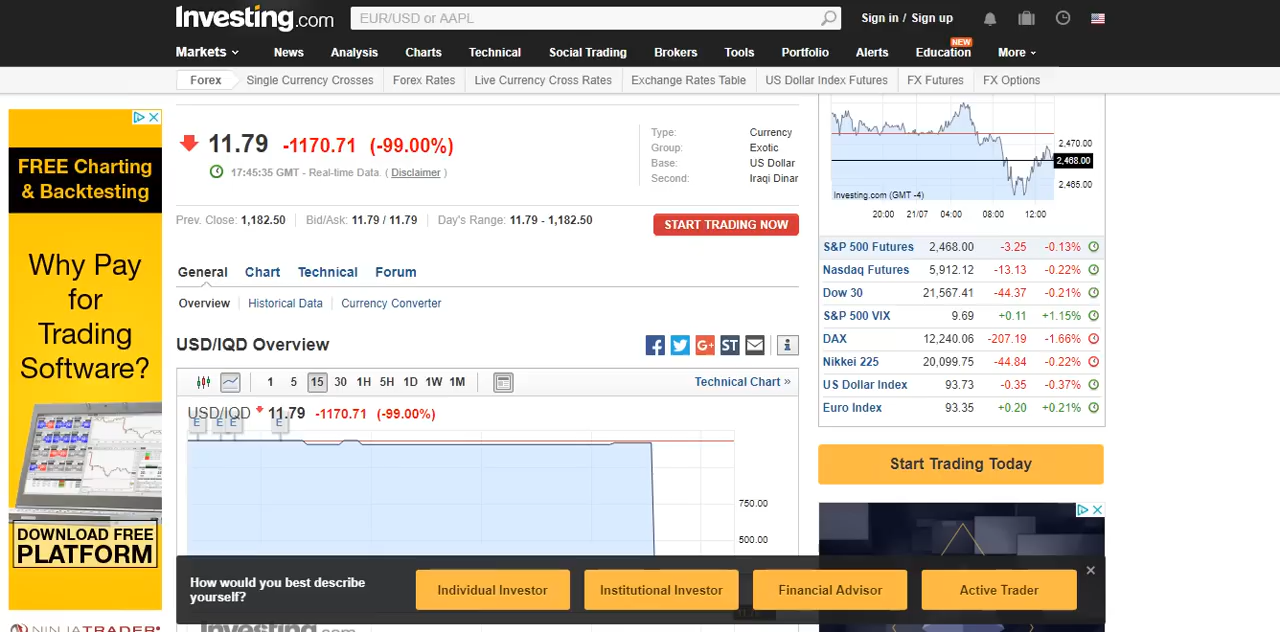 Investing.com
EUR/USD or AAPL
Sign in / Sign up
Markets
News
Analysis
Charts
Technical
Social Trading
Brokers
Tools
Portfolio
Alerts
Education
NEW
More
Forex
Single Currency Crosses
Forex Rates
Live Currency Cross Rates
Exchange Rates Table
US Dollar Index Futures
FX Futures
FX Options
FREE Charting
& Backtesting
Why Pay
for
Trading
Software?
DOWNLOAD FREE
PLATFORM
NINJATRADER
11.79 -1170.71 (-99.00%)
17:45:35 GMT - Real-time Data. ( Disclaimer )
Type: Currency
Group: Exotic
Base: US Dollar
Second: Iraqi Dinar
Prev. Close: 1,182.50
Bid/Ask: 11.79 / 11.79
Day's Range: 11.79 - 1,182.50
START TRADING NOW
General
Chart
Technical
Forum
Overview
Historical Data
Currency Converter
USD/IQD Overview
G+
ST
i
1 5 15 30 1H 5H 1D 1W 1M
Technical Chart »
USD/IQD 11.79 -1170.71 (-99.00%)
E E E E
750.00
500.00
Investing.com
2,470.00
2,468.00
2,465.00
Investing.com (GMT -4)
20:00 21/07 04:00 08:00 12:00
S&P 500 Futures 2,468.00 -3.25 -0.13%
Nasdaq Futures 5,912.12 -13.13 -0.22%
Dow 30 21,567.41 -44.37 -0.21%
S&P 500 VIX 9.69 +0.11 +1.15%
DAX 12,240.06 -207.19 -1.66%
Nikkei 225 20,099.75 -44.84 -0.22%
US Dollar Index 93.73 -0.35 -0.37%
Euro Index 93.35 +0.20 +0.21%
Start Trading Today
How would you best describe
yourself?
Individual Investor
Institutional Investor
Financial Advisor
Active Trader